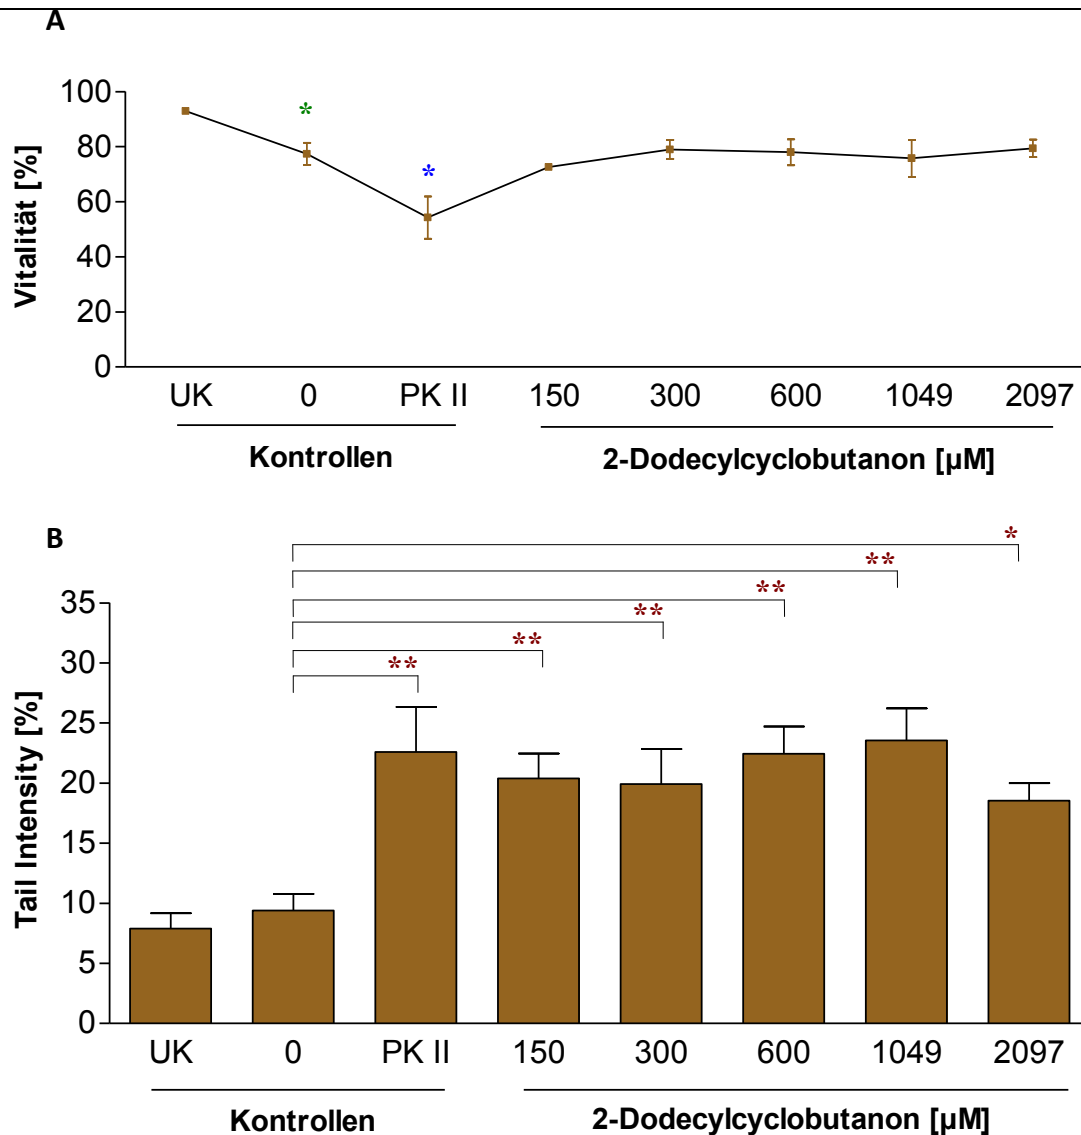 A
Vitalität [%]
100
80
60
40
20
0
*
*
UK 0 PK II 150 300 600 1049 2097
Kontrollen 2-Dodecylcyclobutanon [µM]
B
Tail Intensity [%]
*
**
**
**
**
**
35
30
25
20
15
10
5
0
UK 0 PK II 150 300 600 1049 2097
Kontrollen 2-Dodecylcyclobutanon [µM]